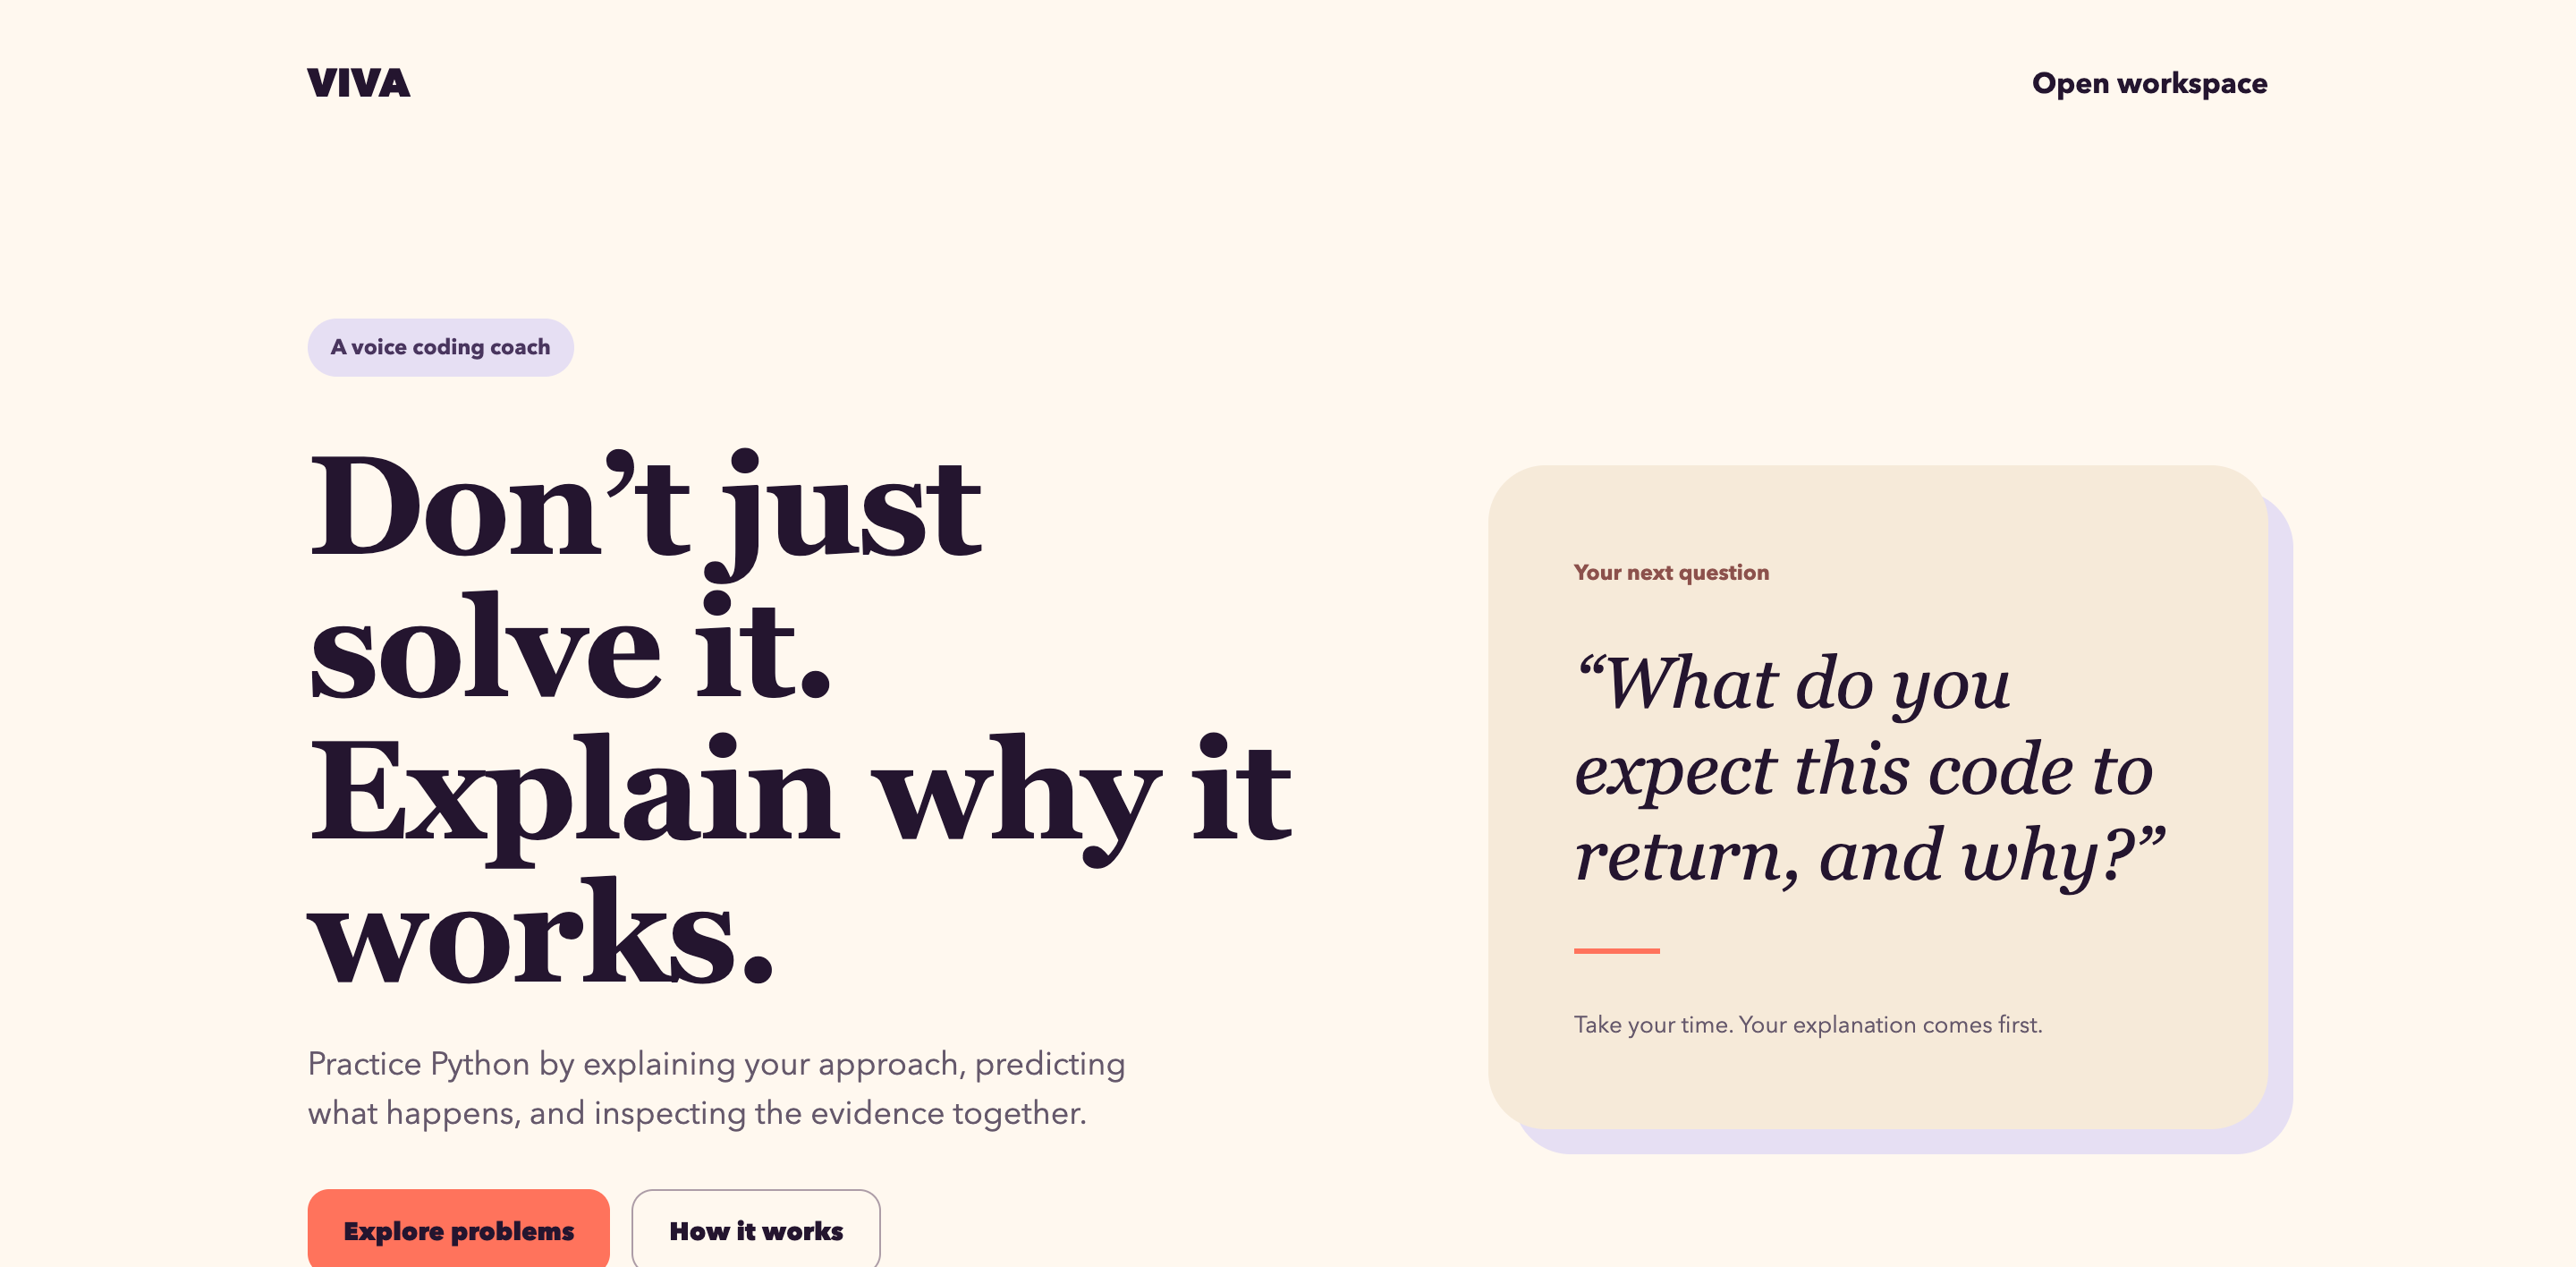 VIVA
Open workspace
A voice coding coach
Don’t just
solve it.
Explain why it
works.
Practice Python by explaining your approach, predicting
what happens, and inspecting the evidence together.
Explore problems
How it works
Your next question
“What do you
expect this code to
return, and why?”
Take your time. Your explanation comes first.